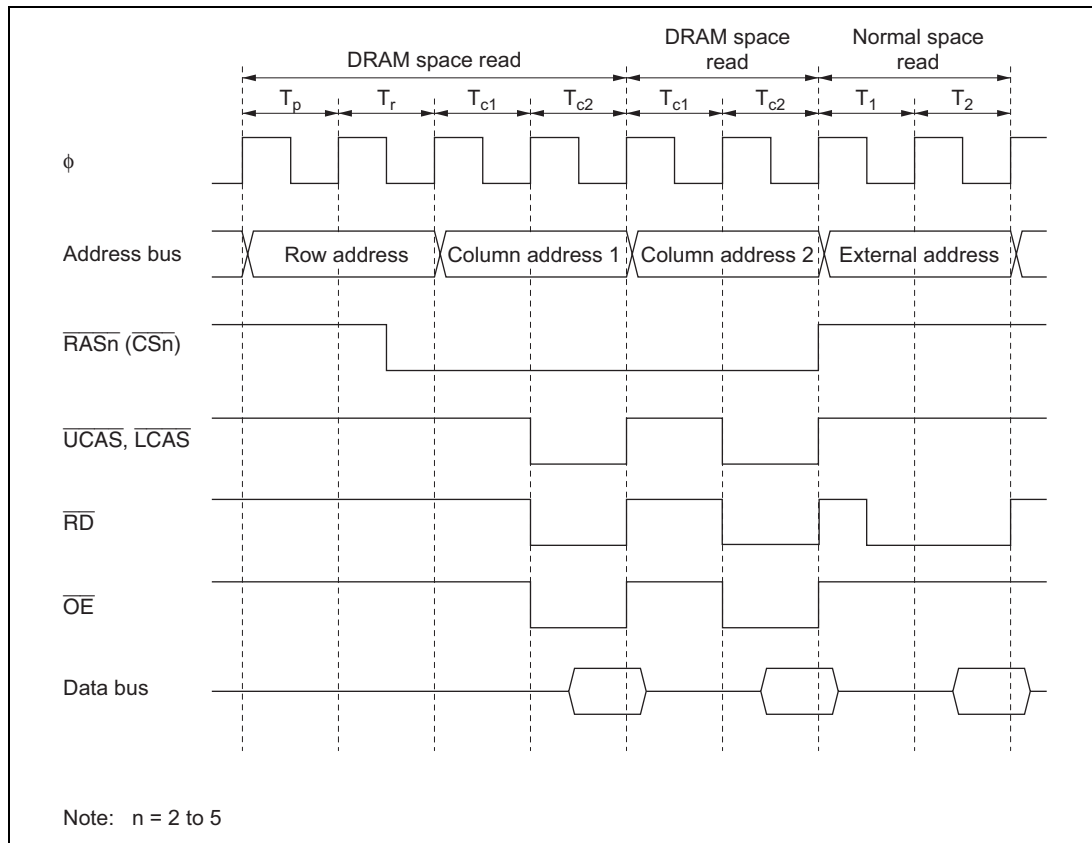 DRAM space read
DRAM space
read
Normal space
read
Tp Tr Tc1 Tc2 Tc1 Tc2 T1 T2
ϕ
Address bus Row address Column address 1 Column address 2 External address
RASn (CSn)
UCAS, LCAS
RD
OE
Data bus
Note: n = 2 to 5